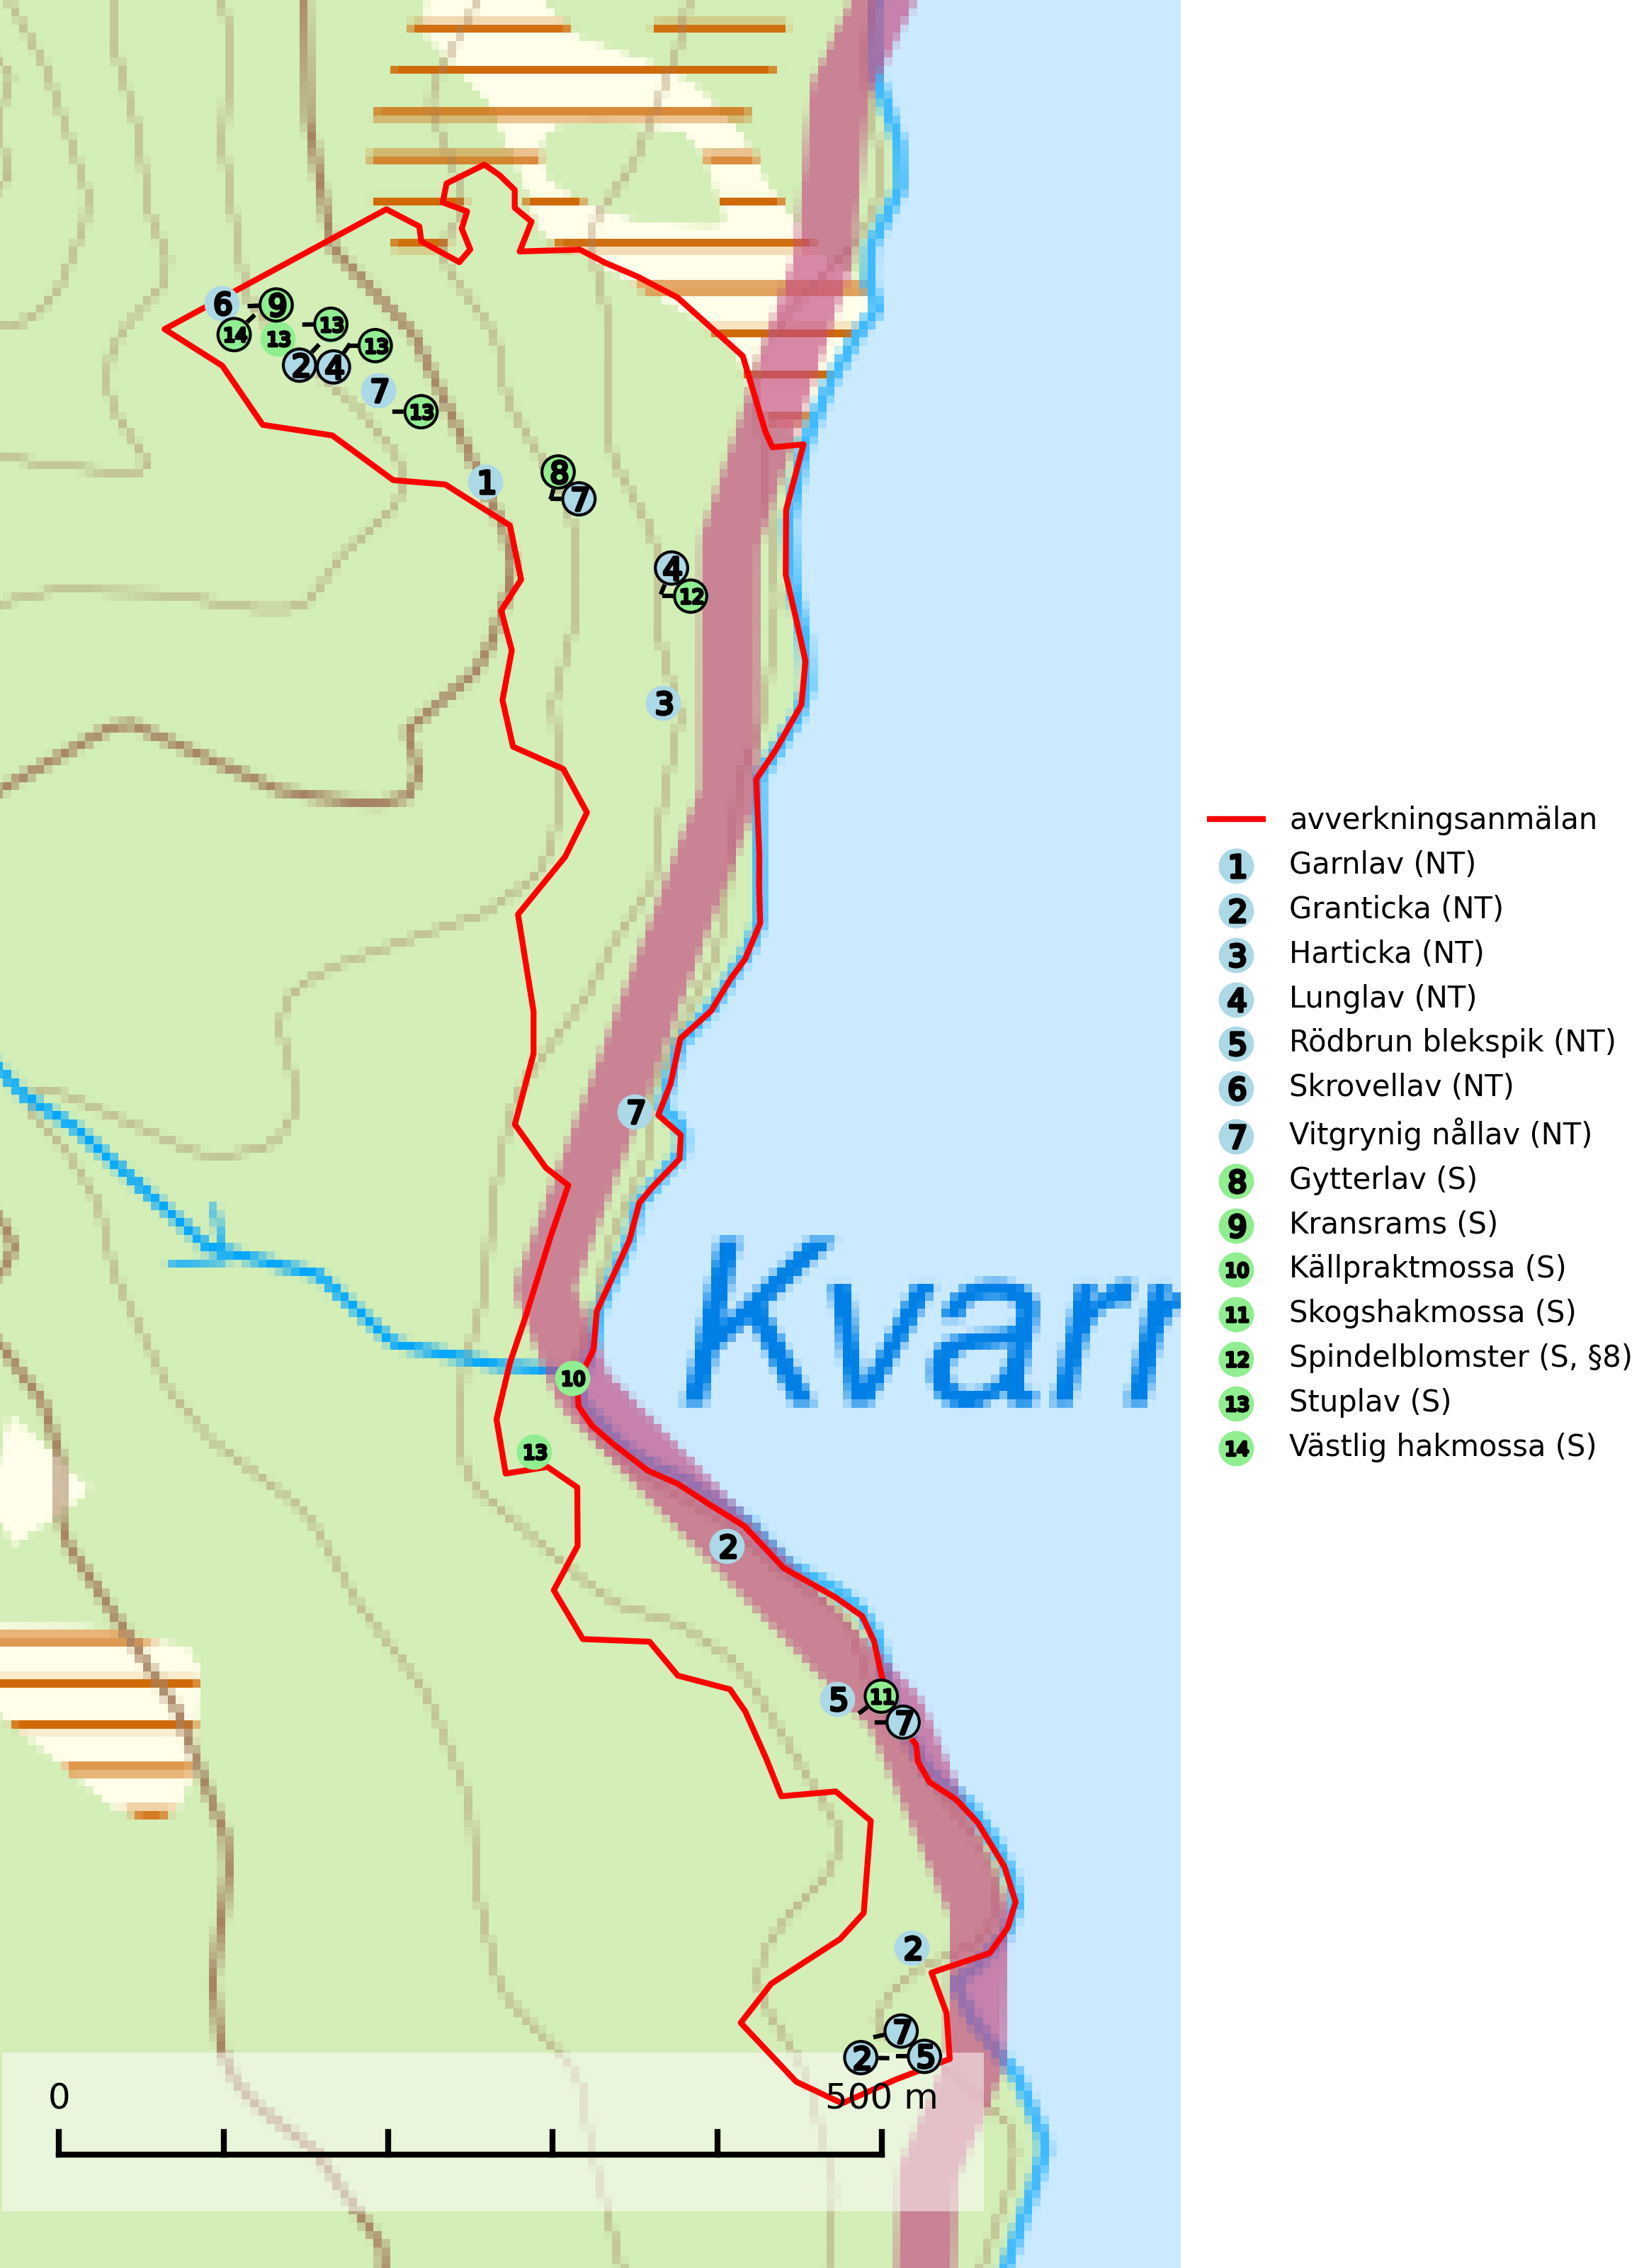 6
9
14
13
13
2
4
13
7
13
1
8
7
4
12
3
7
Kvarr
10
13
2
5
11
7
2
7
2
5
0
500 m
avverkningsanmälan
1 Garnlav (NT)
2 Granticka (NT)
3 Harticka (NT)
4 Lunglav (NT)
5 Rödbrun blekspik (NT)
6 Skrovellav (NT)
7 Vitgrynig nållav (NT)
8 Gytterlav (S)
9 Kransrams (S)
10 Källpraktmossa (S)
11 Skogshakmossa (S)
12 Spindelblomster (S, §8)
13 Stuplav (S)
14 Västlig hakmossa (S)